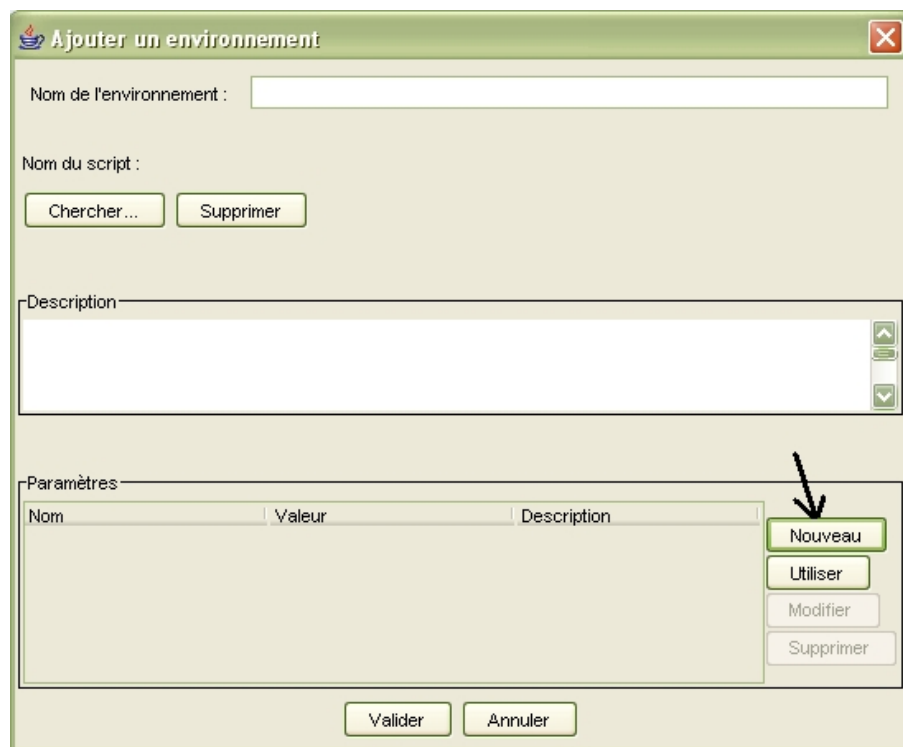 Ajouter un environnement
Nom de l'environnement :
Nom du script :
Chercher... Supprimer
Description
Paramètres
Nom Valeur Description
Nouveau
Utiliser
Modifier
Supprimer
Valider Annuler